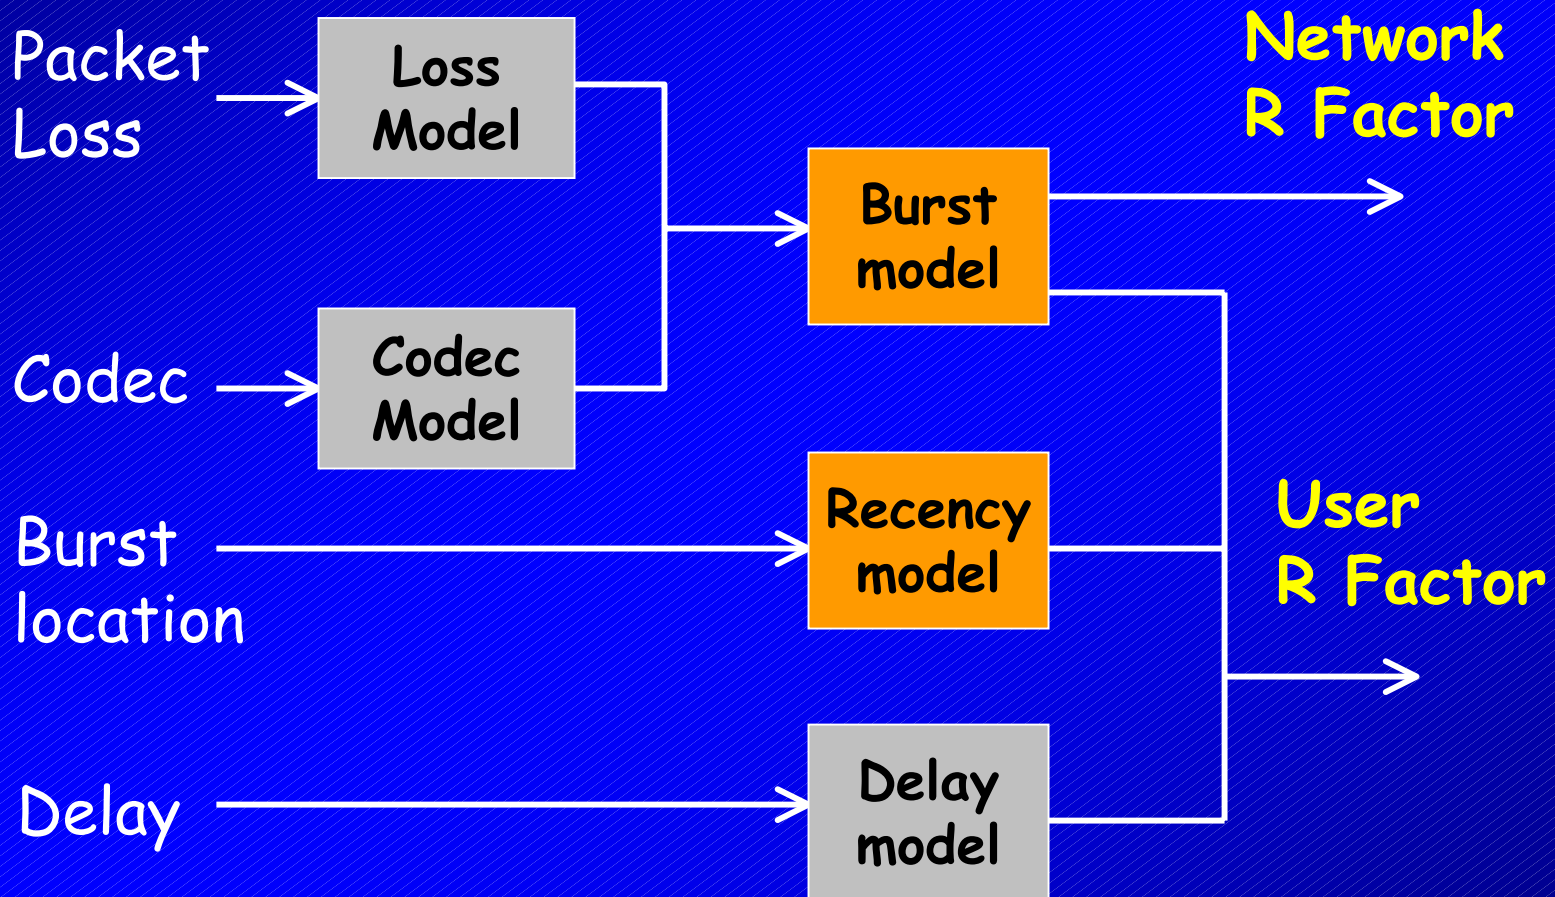 Packet
Loss
Loss
Model
Network
R Factor
Burst
model
Codec
Codec
Model
Burst
location
Recency
model
User
R Factor
Delay
Delay
model